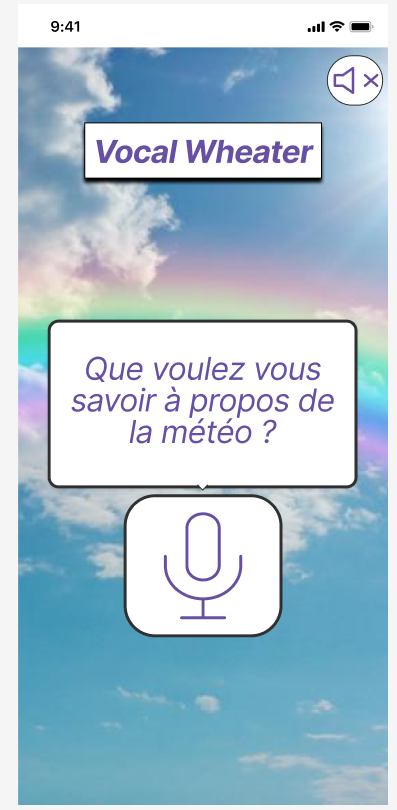 9:41
Vocal Wheater
Que voulez vous
savoir à propos de
la météo ?